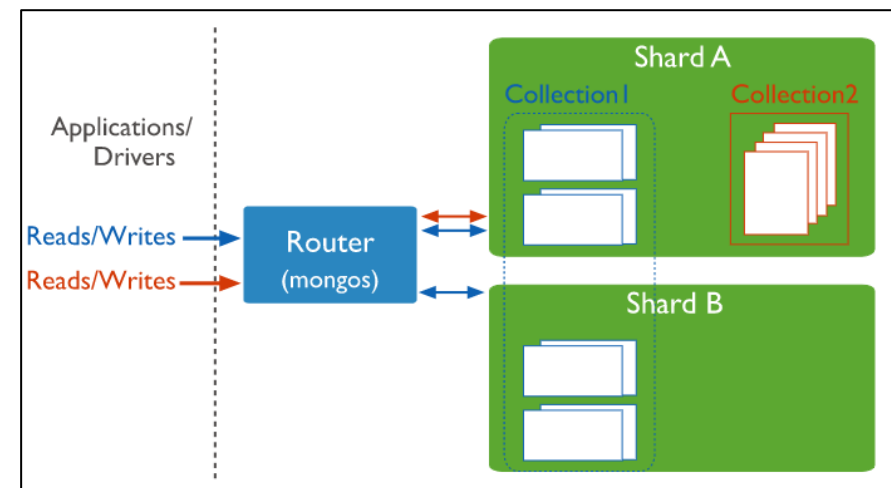 Shard A
Collection1
Collection2
Applications/
Drivers
Reads/Writes
Router
Reads/Writes
(mongos)
Shard B